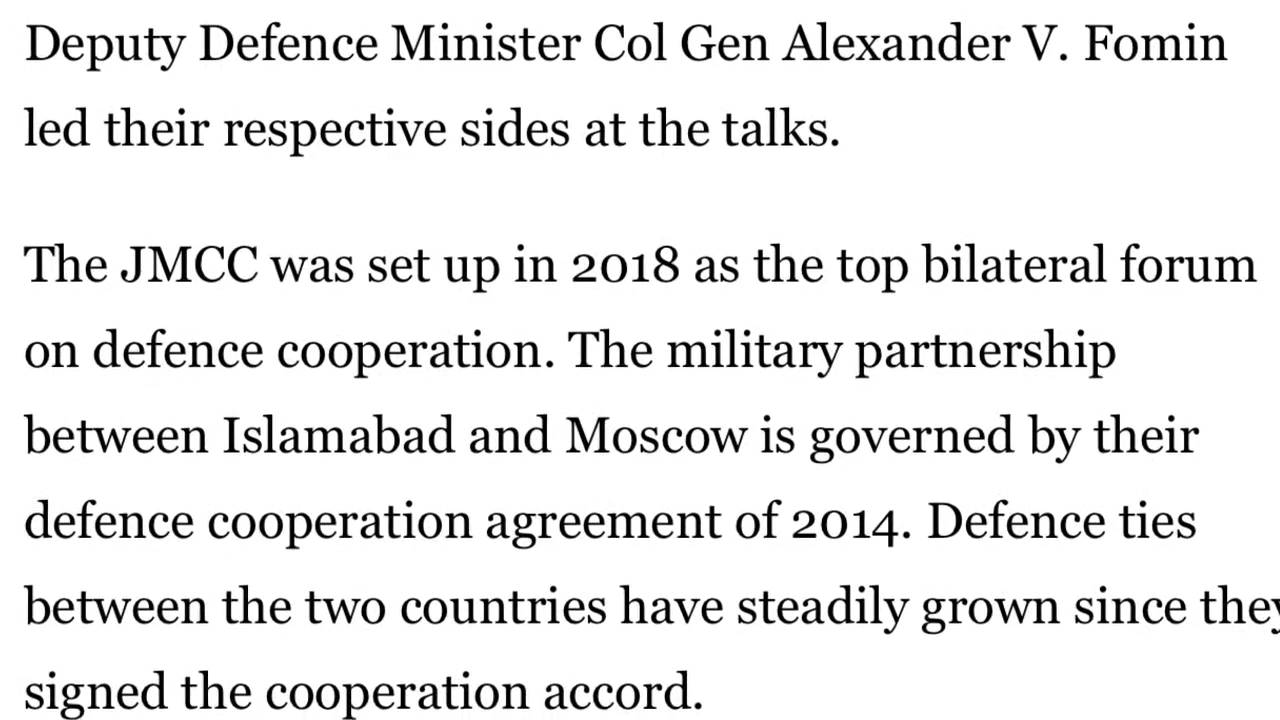 Deputy Defence Minister Col Gen Alexander V. Fomin
led their respective sides at the talks.
The JMCC was set up in 2018 as the top bilateral forum
on defence cooperation. The military partnership
between Islamabad and Moscow is governed by their
defence cooperation agreement of 2014. Defence ties
between the two countries have steadily grown since they
signed the cooperation accord.